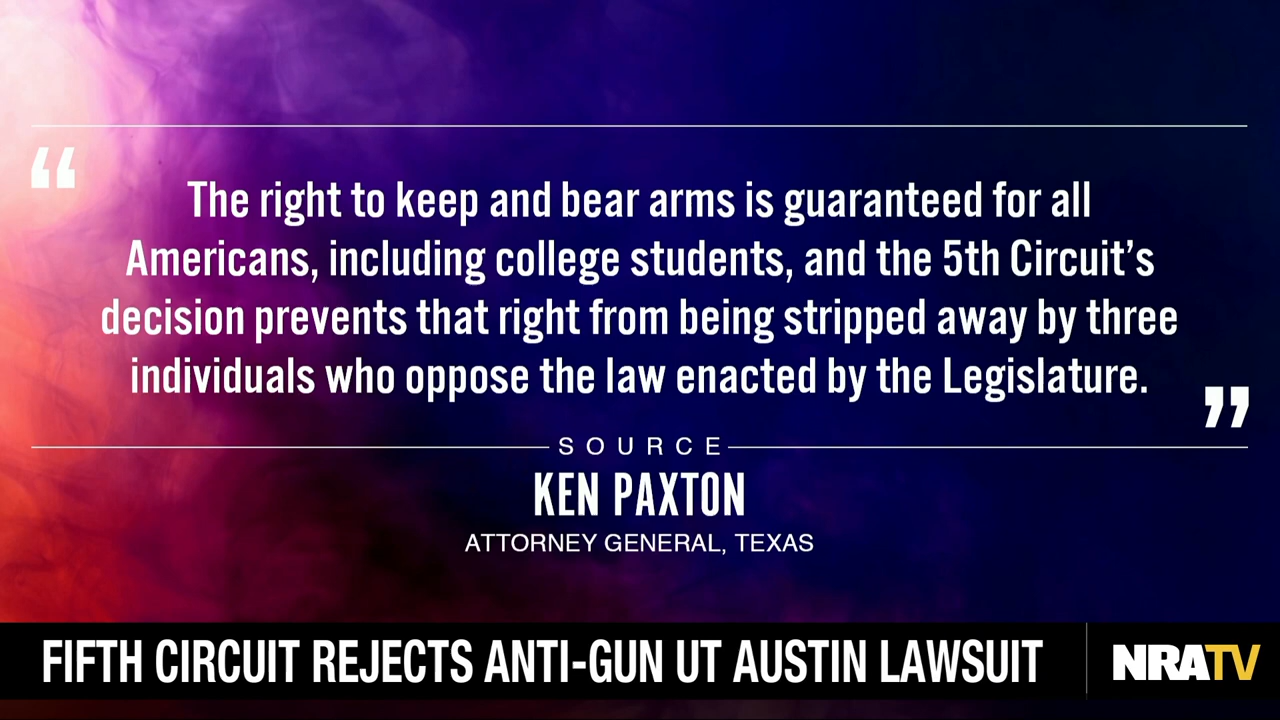 “
The right to keep and bear arms is guaranteed for all
Americans, including college students, and the 5th Circuit’s
decision prevents that right from being stripped away by three
individuals who oppose the law enacted by the Legislature.
”
SOURCE
KEN PAXTON
ATTORNEY GENERAL, TEXAS
FIFTH CIRCUIT REJECTS ANTI-GUN UT AUSTIN LAWSUIT
NRATV